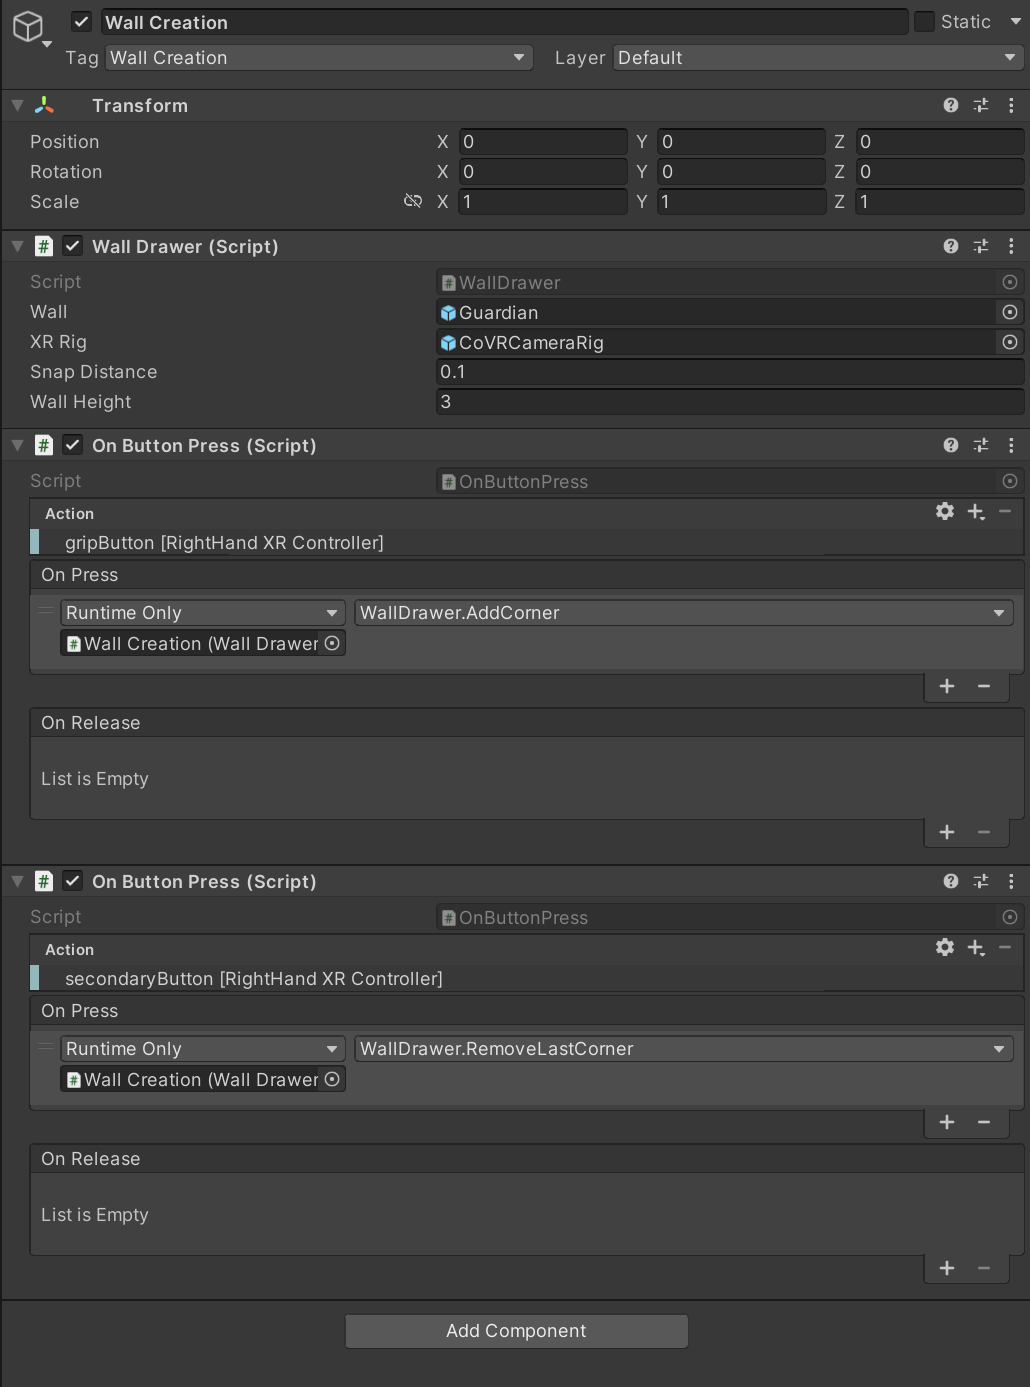 Wall Creation Static
Tag Wall Creation Layer Default
Transform
Position X 0 Y 0 Z 0
Rotation X 0 Y 0 Z 0
Scale X 1 Y 1 Z 1
# Wall Drawer (Script)
Script # WallDrawer
Wall Guardian
XR Rig CoVRCameraRig
Snap Distance 0.1
Wall Height 3
# On Button Press (Script)
Script # OnButtonPress
Action
gripButton [RightHand XR Controller]
On Press
Runtime Only WallDrawer.AddCorner
# Wall Creation (Wall Drawer
On Release
List is Empty
# On Button Press (Script)
Script # OnButtonPress
Action
secondaryButton [RightHand XR Controller]
On Press
Runtime Only WallDrawer.RemoveLastCorner
# Wall Creation (Wall Drawer
On Release
List is Empty
Add Component